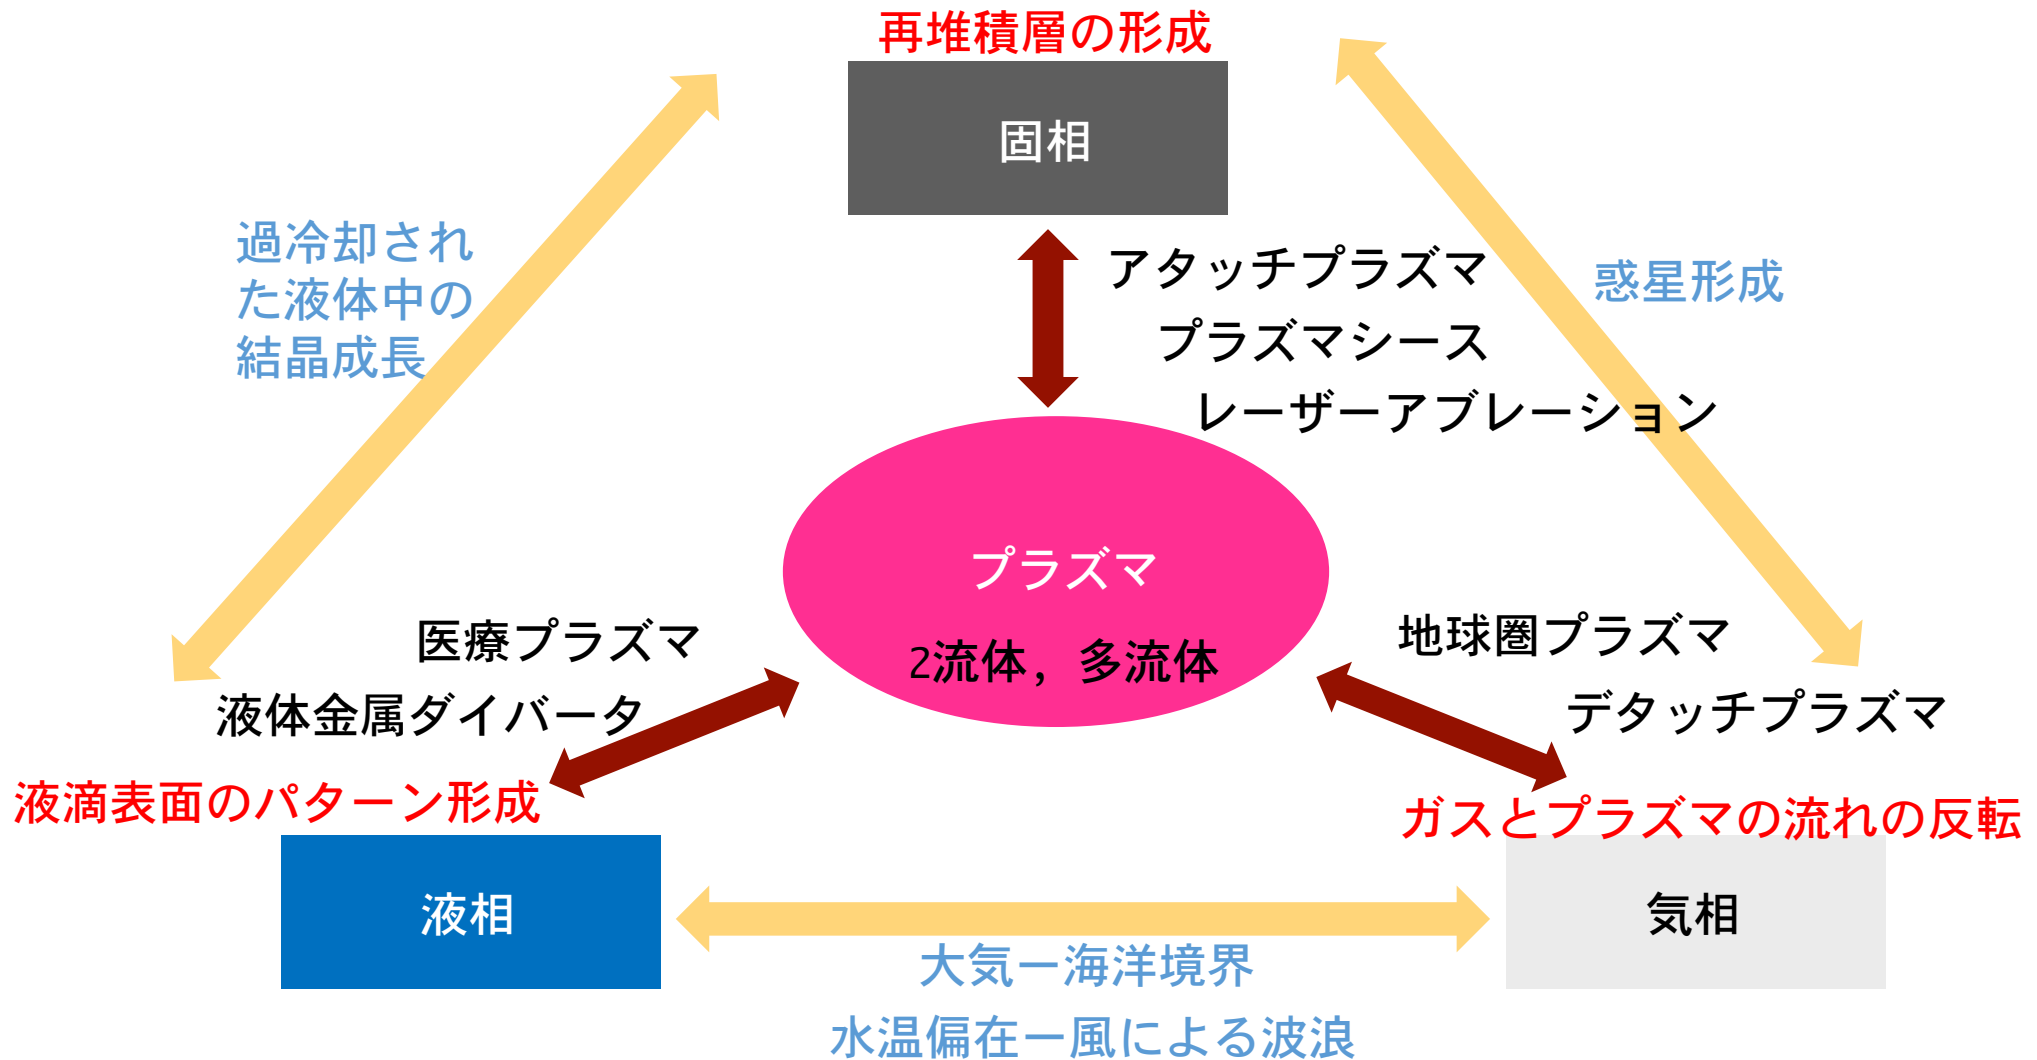 再堆積層の形成
固相
過冷却され
た液体中の
結晶成長
アタッチプラズマ
プラズマシース
レーザーアブレーション
惑星形成
プラズマ
2流体，多流体
医療プラズマ
液体金属ダイバータ
液滴表面のパターン形成
地球圏プラズマ
デタッチプラズマ
ガスとプラズマの流れの反転
液相
気相
大気ー海洋境界
水温偏在ー風による波浪